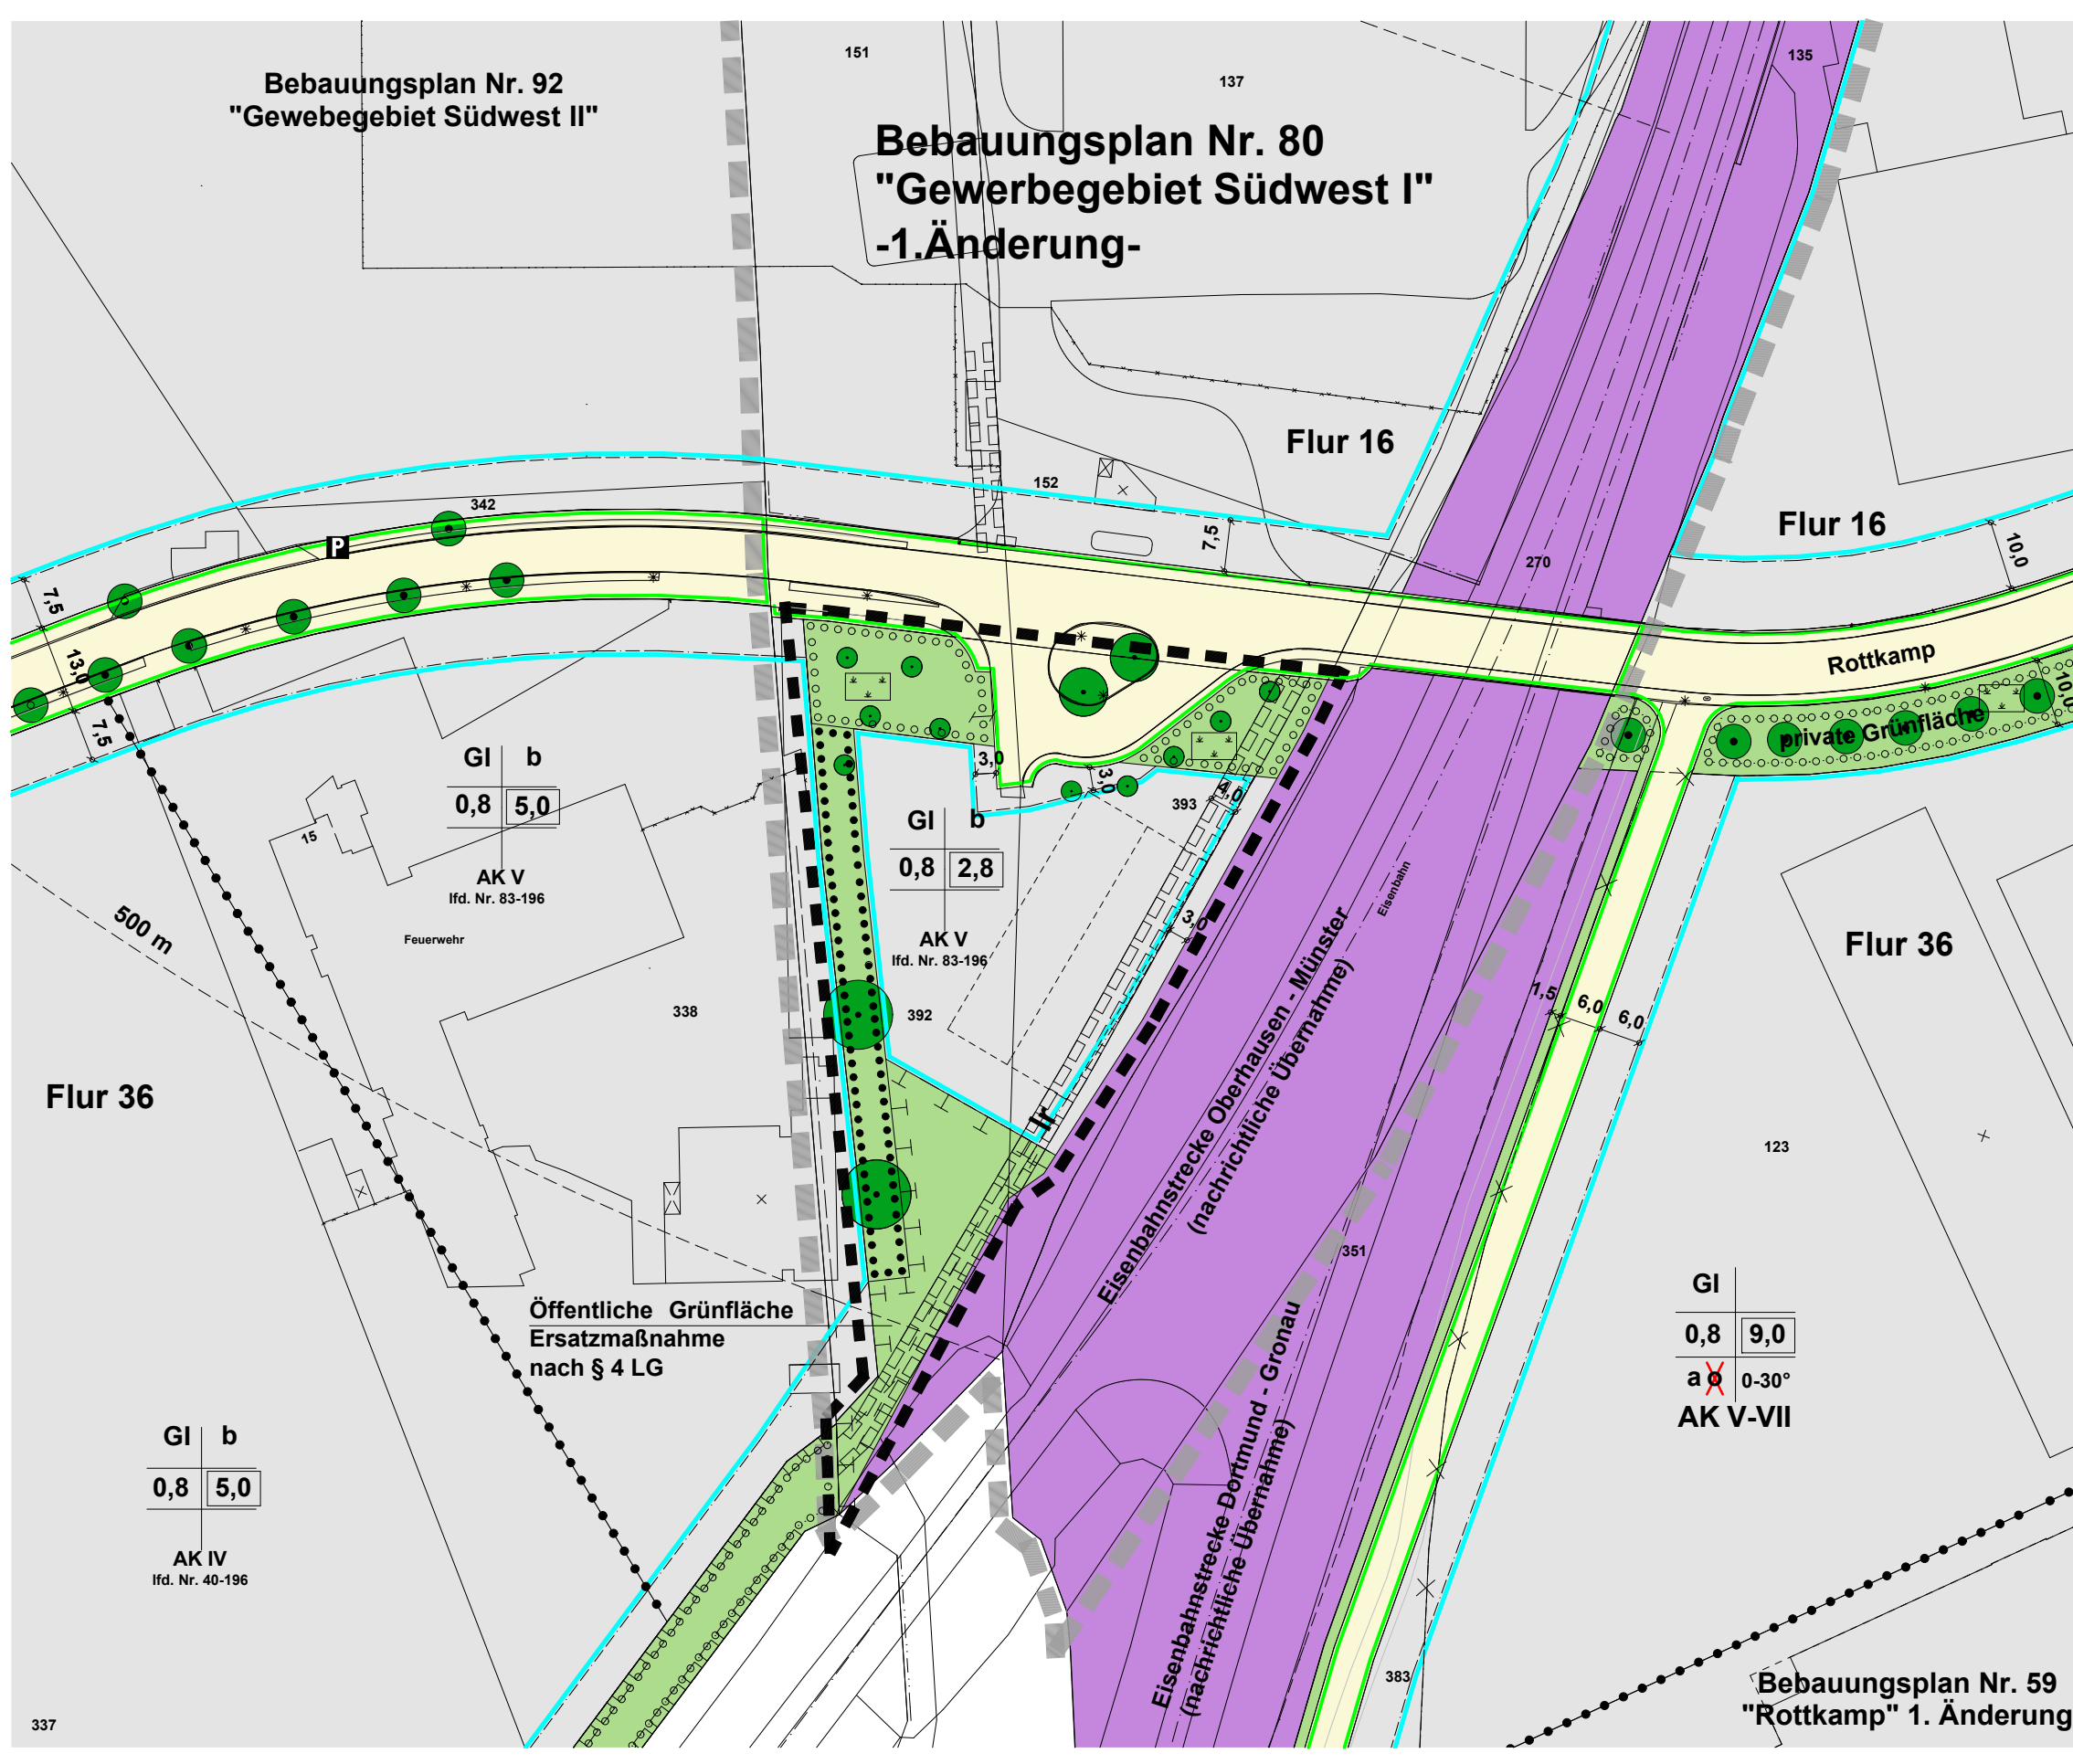 151
137
135
Bebauungsplan Nr. 92
"Gewebegebiet Südwest II"
Bebauungsplan Nr. 80
"Gewerbegebiet Südwest I"
-1.Änderung-
Flur 16
342
152
P
7,5
270
Flur 16
10,0
7,5
13,0
7,5
Rottkamp
10,0
private Grünfläche
GI b
0,8 5,0
AK V
lfd. Nr. 83-196
15
Feuerwehr
500 m
338
3,0
3,0
393
4,0
GI b
0,8 2,8
AK V
lfd. Nr. 83-196
3,0
392
Eisenbahn
Flur 36
1,5
6,0
6,0
Flur 36
lr
Eisenbahnstrecke Oberhausen - Münster
(nachrichtliche Übernahme)
123
351
GI
0,8 9,0
a o 0-30°
AK V-VII
Öffentliche Grünfläche
Ersatzmaßnahme
nach § 4 LG
Eisenbahnstrecke Dortmund - Gronau
(nachrichtliche Übernahme)
GI b
0,8 5,0
AK IV
lfd. Nr. 40-196
383
337
Bebauungsplan Nr. 59
"Rottkamp" 1. Änderung